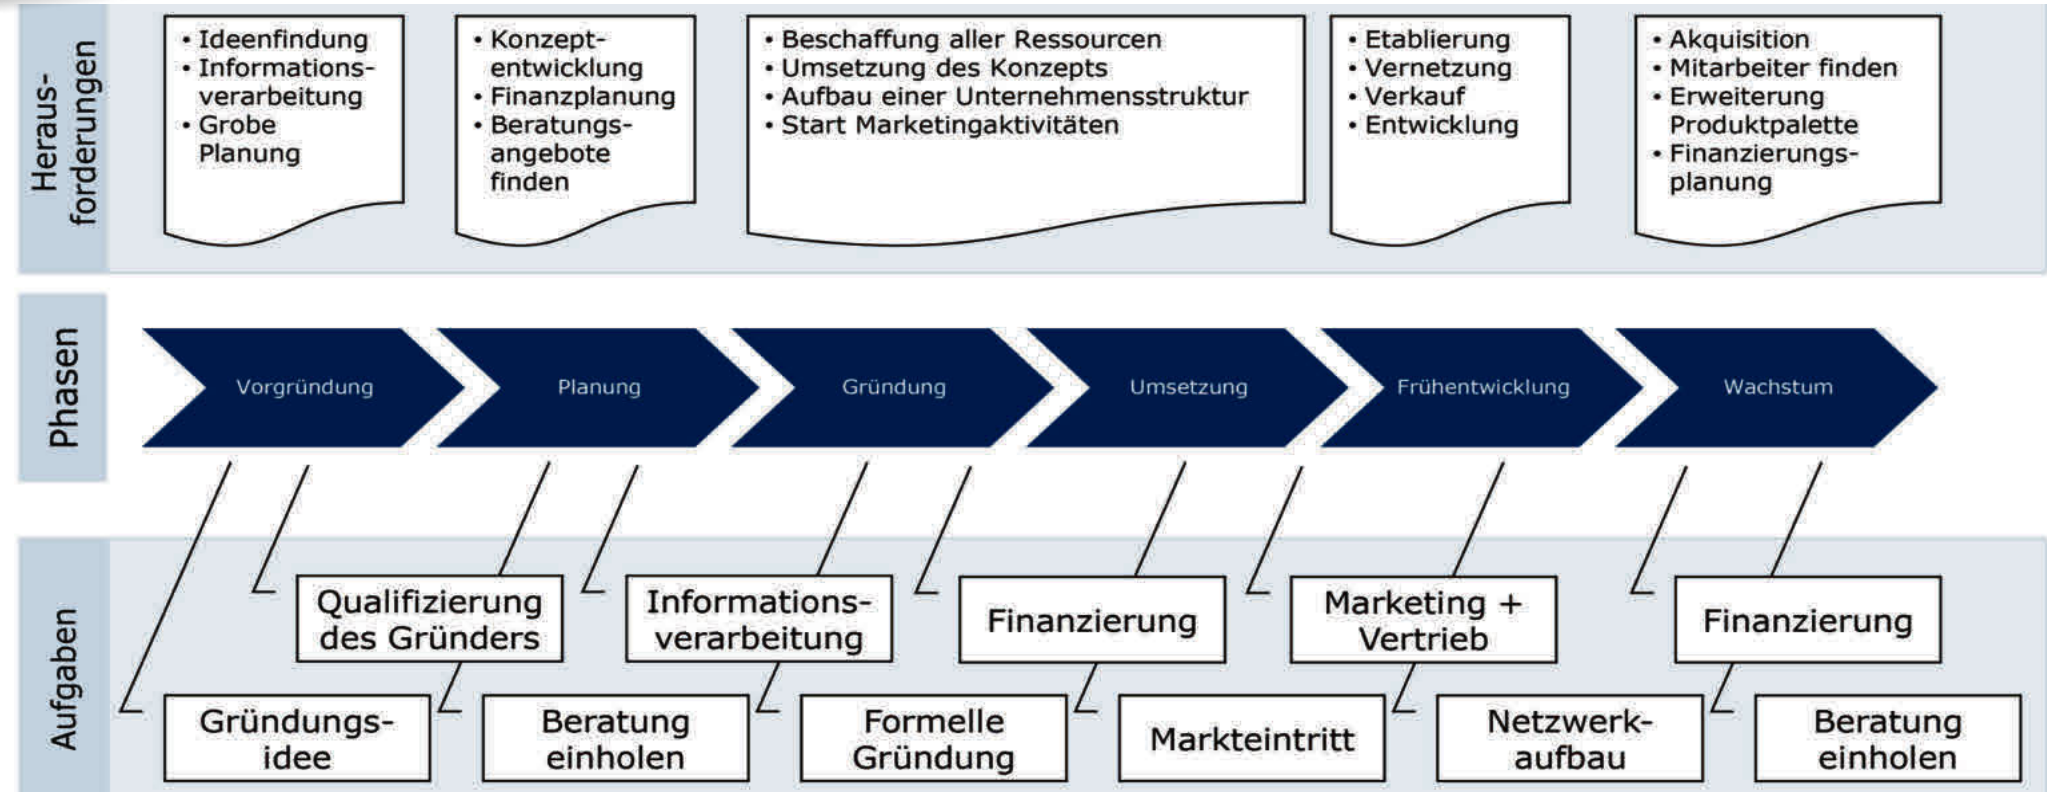 Heraus-
forderungen
• Ideenfindung
• Informations-
verarbeitung
• Grobe
Planung
• Konzept-
entwicklung
• Finanzplanung
• Beratungs-
angebote
finden
• Beschaffung aller Ressourcen
• Umsetzung des Konzepts
• Aufbau einer Unternehmensstruktur
• Start Marketingaktivitäten
• Etablierung
• Vernetzung
• Verkauf
• Entwicklung
• Akquisition
• Mitarbeiter finden
• Erweiterung
Produktpalette
• Finanzierungs-
planung
Phasen
Vorgründung
Planung
Gründung
Umsetzung
Frühentwicklung
Wachstum
Aufgaben
Qualifizierung
des Gründers
Informations-
verarbeitung
Finanzierung
Marketing +
Vertrieb
Finanzierung
Gründungs-
idee
Beratung
einholen
Formelle
Gründung
Markteintritt
Netzwerk-
aufbau
Beratung
einholen